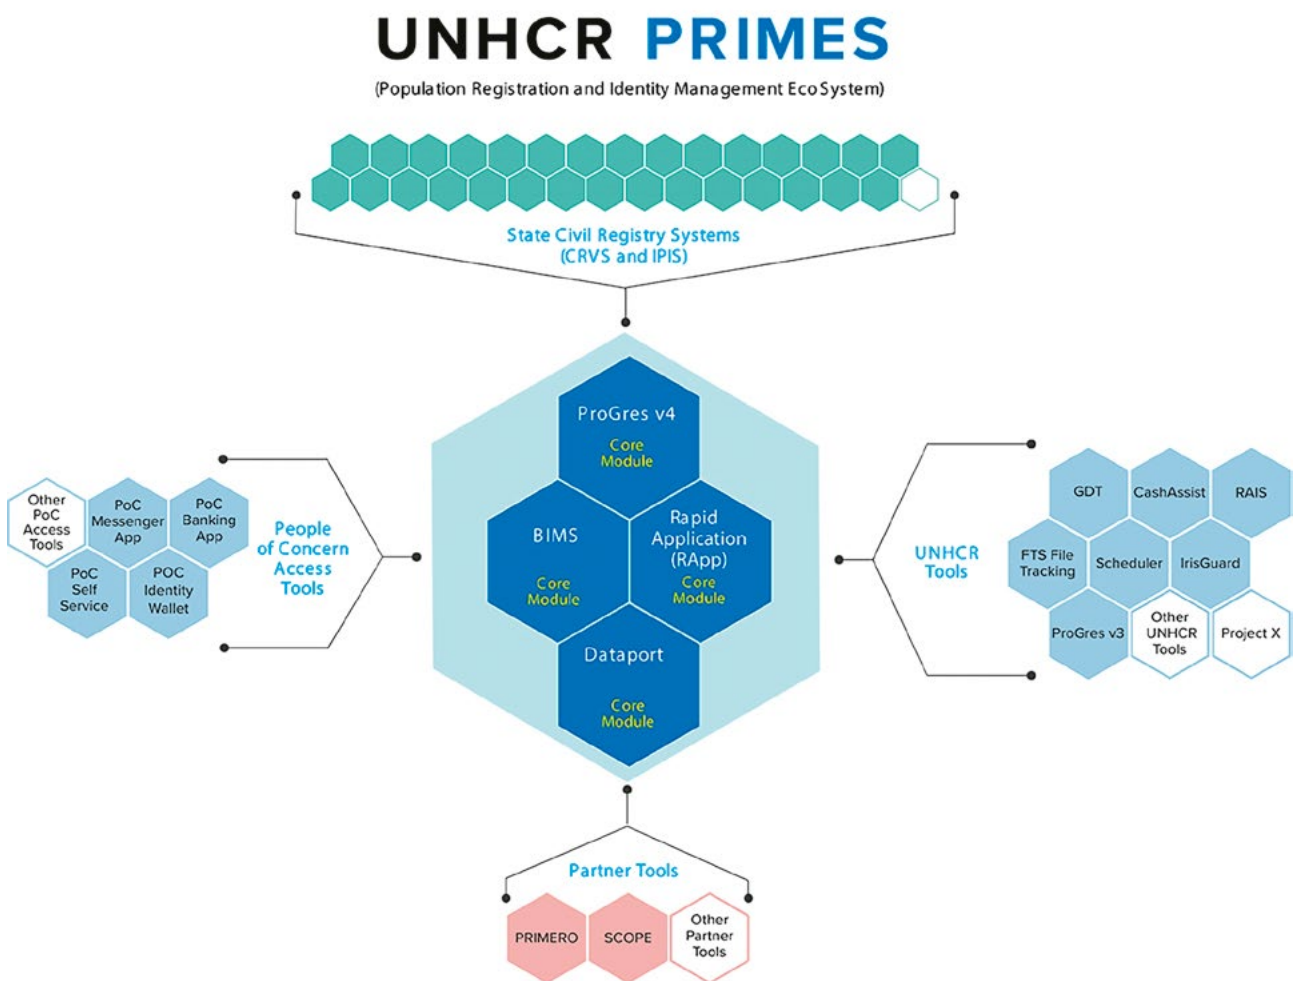 UNHCR PRIMES
(Population Registration and Identity Management EcoSystem)
State Civil Registry Systems
(CRVS and IPIS)
ProGres v4
Core
Module
BIMS
Core
Module
Rapid
Application
(RApp)
Core
Module
Dataport
Core
Module
Other
PoC
Access
Tools
PoC
Messenger
App
PoC
Banking
App
PoC
Self
Service
POC
Identity
Wallet
People
of Concern
Access
Tools
UNHCR
Tools
GDT
CashAssist
RAIS
FTS File
Tracking
Scheduler
IrisGuard
ProGres v3
Other
UNHCR
Tools
Project X
Partner Tools
PRIMERO
SCOPE
Other
Partner
Tools